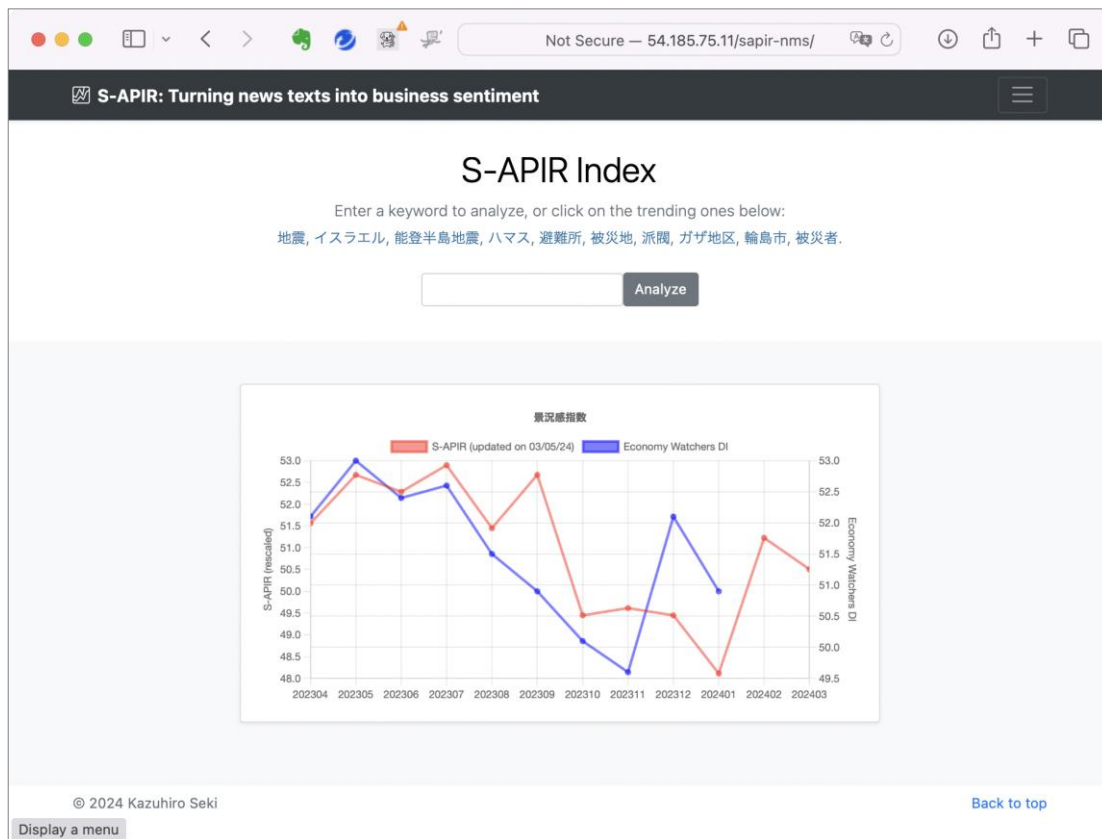 Not Secure — 54.185.75.11/sapir-nms/
S-APIR: Turning news texts into business sentiment
S-APIR Index
Enter a keyword to analyze, or click on the trending ones below:
地震, イスラエル, 能登半島地震, ハマス, 避難所, 被災地, 派閥, ガザ地区, 輪島市, 被災者.
Analyze
景況感指数
S-APIR (updated on 03/05/24) Economy Watchers DI
53.0 53.0
52.5 52.5
52.0
51.5 52.0
51.0 51.5
50.5
50.0 51.0
49.5 50.5
49.0 50.0
48.5
48.0 49.5
S-APIR (rescaled)
Economy Watchers DI
202304 202305 202306 202307 202308 202309 202310 202311 202312 202401 202402 202403
© 2024 Kazuhiro Seki Back to top
Display a menu